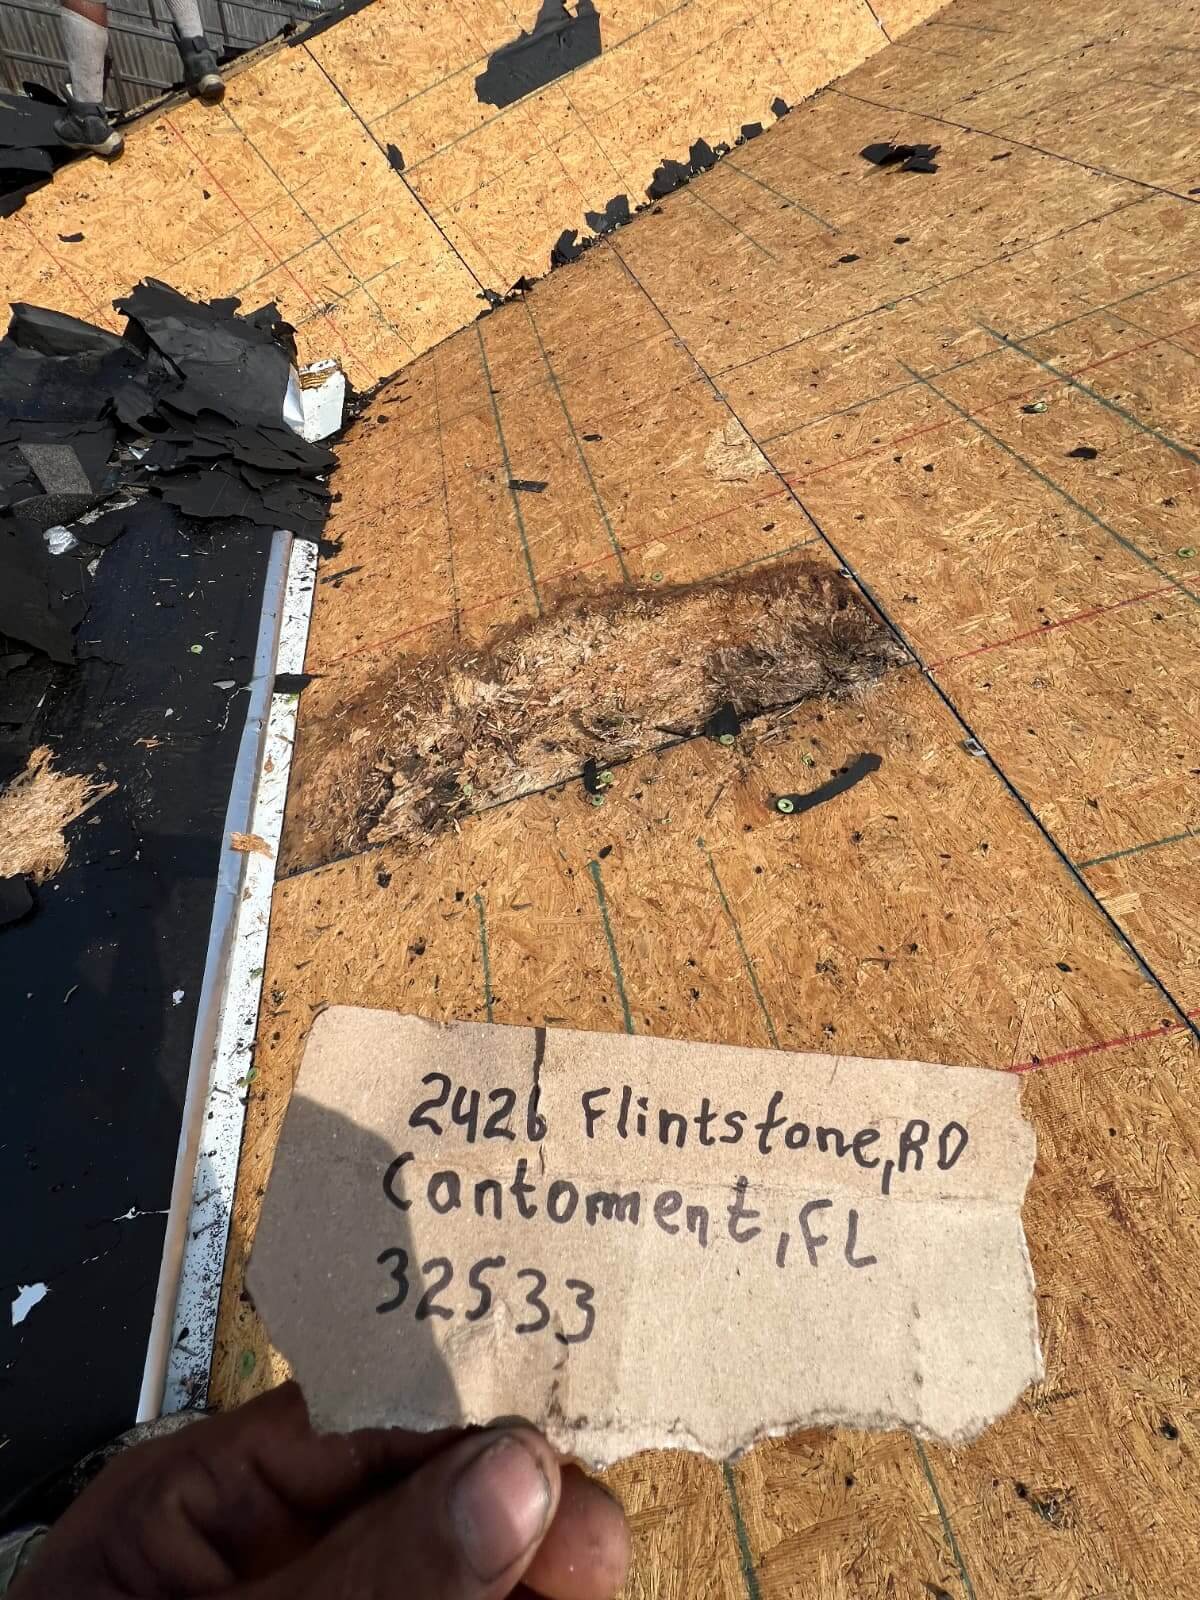 2426 Flintstone, RD
Cantonment, FL
32533